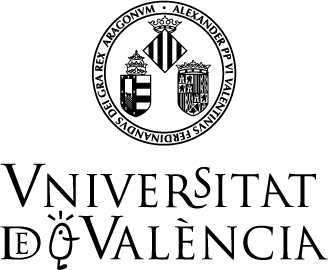 ALEXANDER PP VI VALENTINVS FERDINANDVS DEI GRA REX ARAGONVM
VNIVERSITAT
DE VALÈNCIA